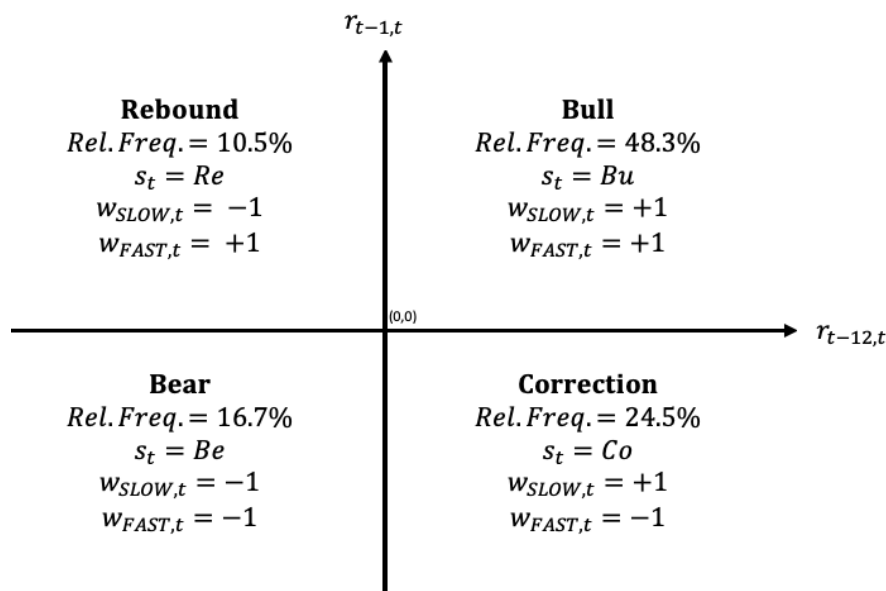 r_{t−1,t}
Rebound
Rel. Freq. = 10.5%
s_t = Re
w_{SLOW,t} = −1
w_{FAST,t} = +1
Bull
Rel. Freq. = 48.3%
s_t = Bu
w_{SLOW,t} = +1
w_{FAST,t} = +1
(0,0)
r_{t−12,t}
Bear
Rel. Freq. = 16.7%
s_t = Be
w_{SLOW,t} = −1
w_{FAST,t} = −1
Correction
Rel. Freq. = 24.5%
s_t = Co
w_{SLOW,t} = +1
w_{FAST,t} = −1